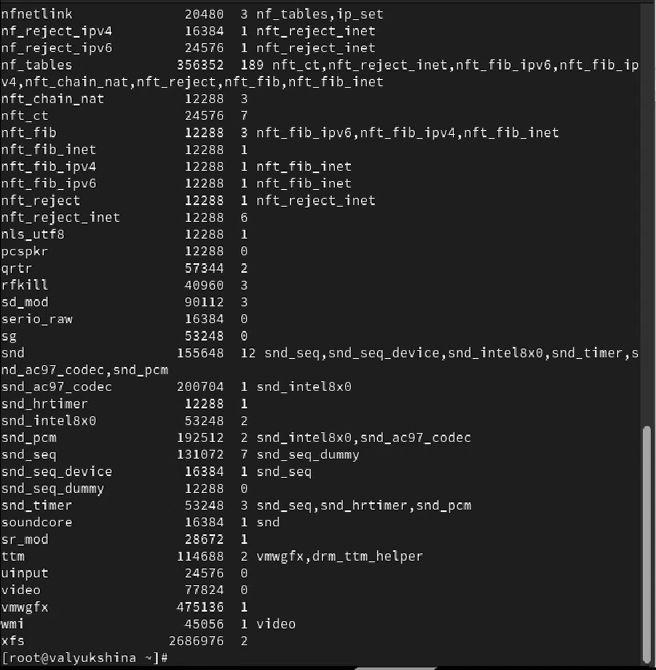 nfnetlink              20480  3 nf_tables,ip_set
nf_reject_ipv4         16384  1 nft_reject_inet
nf_reject_ipv6         24576  1 nft_reject_inet
nf_tables             356352  189 nft_ct,nft_reject_inet,nft_fib_ipv6,nft_fib_ip
v4,nft_chain_nat,nft_reject,nft_fib,nft_fib_inet
nft_chain_nat          12288  3
nft_ct                 24576  7
nft_fib                12288  3 nft_fib_ipv6,nft_fib_ipv4,nft_fib_inet
nft_fib_inet           12288  1
nft_fib_ipv4           12288  1 nft_fib_inet
nft_fib_ipv6           12288  1 nft_fib_inet
nft_reject             12288  1 nft_reject_inet
nft_reject_inet        12288  6
nls_utf8               12288  1
pcspkr                 12288  0
qrtr                   57344  2
rfkill                 40960  3
sd_mod                 90112  3
serio_raw              16384  0
sg                     53248  0
snd                   155648  12 snd_seq,snd_seq_device,snd_intel8x0,snd_timer,s
nd_ac97_codec,snd_pcm
snd_ac97_codec        200704  1 snd_intel8x0
snd_hrtimer            12288  1
snd_intel8x0           53248  2
snd_pcm               192512  2 snd_intel8x0,snd_ac97_codec
snd_seq               131072  7 snd_seq_dummy
snd_seq_device         16384  1 snd_seq
snd_seq_dummy          12288  0
snd_timer              53248  3 snd_seq,snd_hrtimer,snd_pcm
soundcore              16384  1 snd
sr_mod                 28672  1
ttm                   114688  2 vmwgfx,drm_ttm_helper
uinput                 24576  0
video                  77824  0
vmwgfx                475136  1
wmi                    45056  1 video
xfs                  2686976  2
[root@valyukshina ~]#